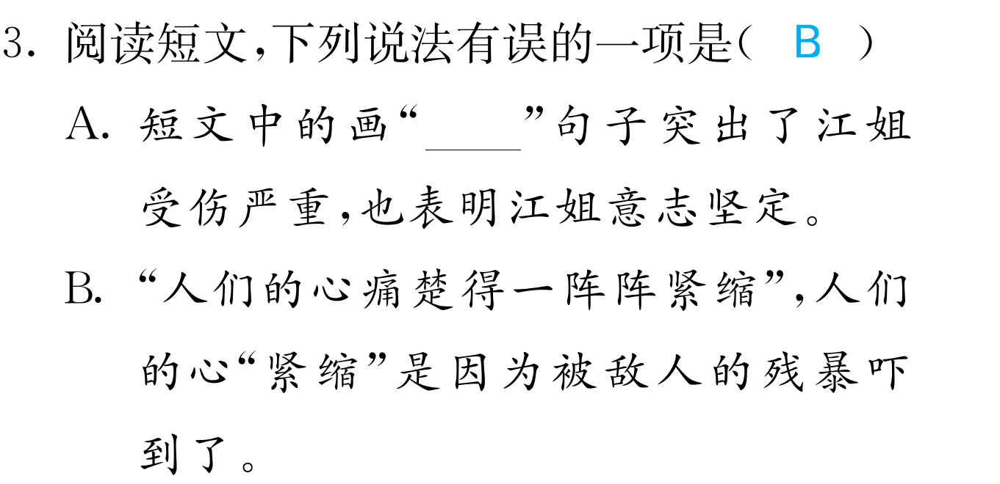 3. 阅读短文,下列说法有误的一项是( B )
A. 短文中的画“____”句子突出了江姐
受伤严重,也表明江姐意志坚定。
B. “人们的心痛楚得一阵阵紧缩”,人们
的心“紧缩”是因为被敌人的残暴吓
到了。